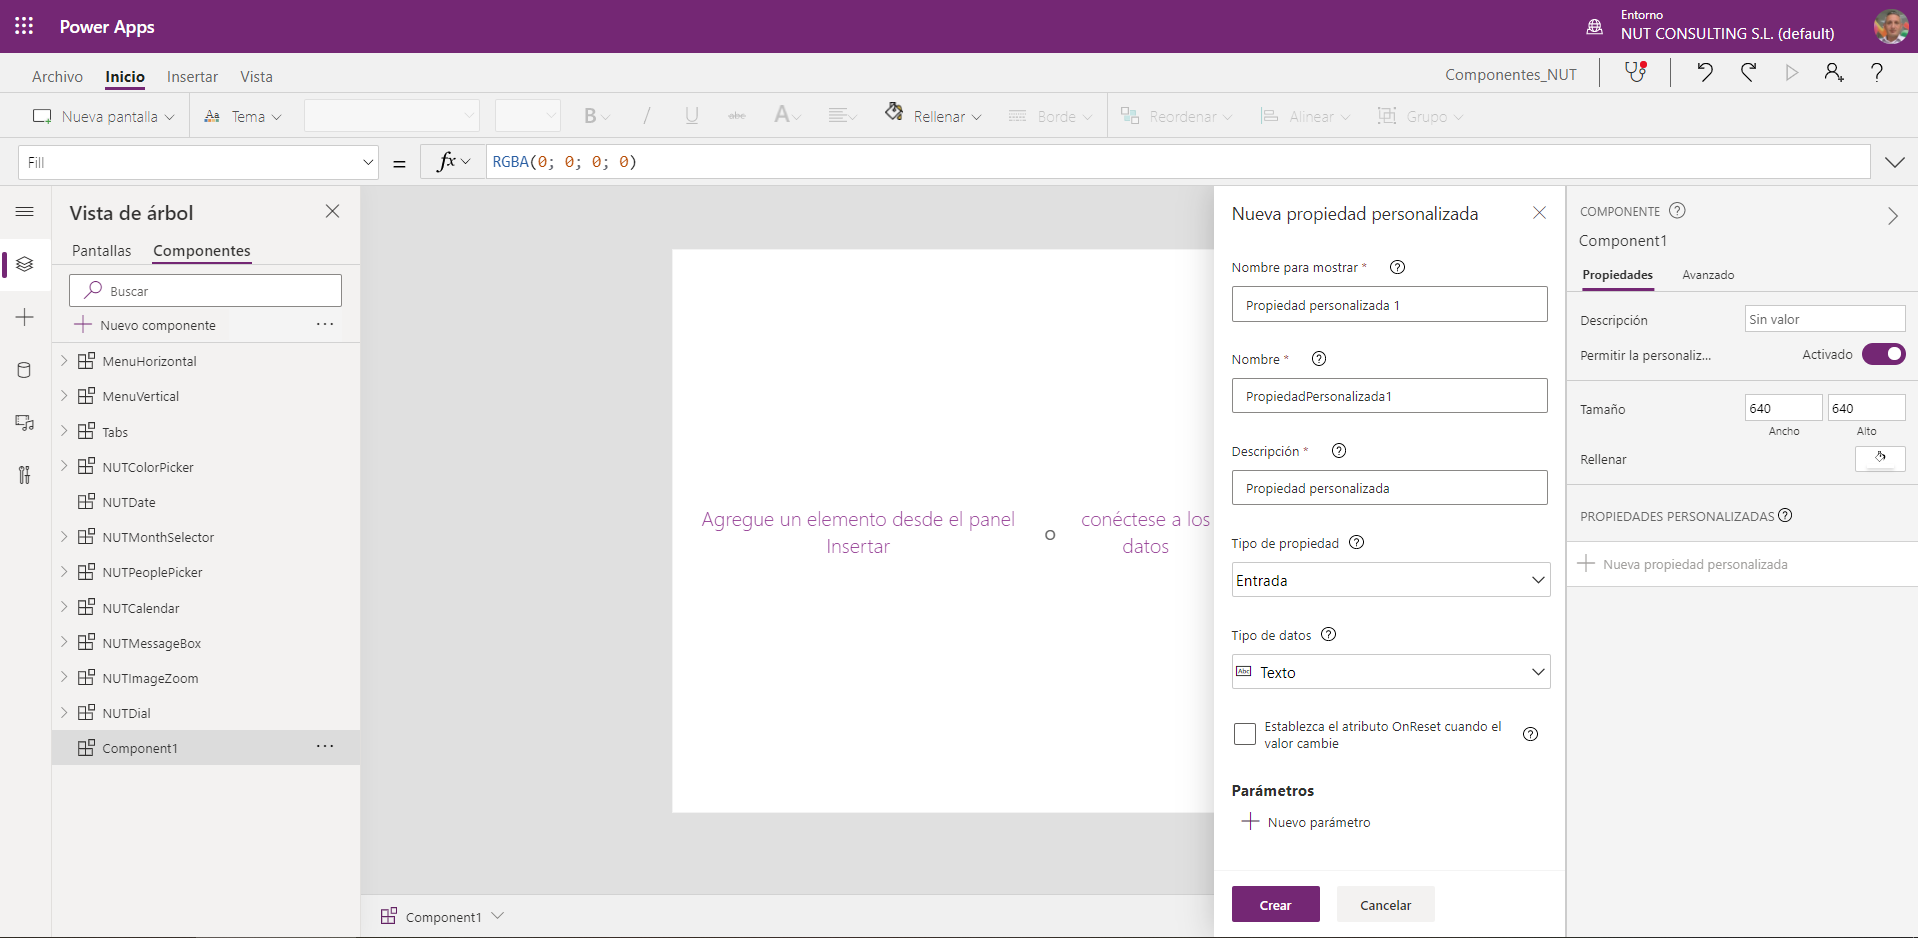 Power Apps
Entorno
NUT CONSULTING S.L. (default)
Archivo
Inicio
Insertar
Vista
Componentes_NUT
Nueva pantalla
Tema
B
/
U
abc
A
Rellenar
Borde
Reordenar
Alinear
Grupo
Fill
=
fx
RGBA(0; 0; 0; 0)
Vista de árbol
Pantallas
Componentes
Buscar
Nuevo componente
...
MenuHorizontal
MenuVertical
Tabs
NUTColorPicker
NUTDate
NUTMonthSelector
NUTPeoplePicker
NUTCalendar
NUTMessageBox
NUTImageZoom
NUTDial
Component1
...
Agregue un elemento desde el panel
Insertar
o
conéctese a los
datos
Component1
Nueva propiedad personalizada
Nombre para mostrar *
Propiedad personalizada 1
Nombre *
PropiedadPersonalizada1
Descripción *
Propiedad personalizada
Tipo de propiedad
Entrada
Tipo de datos
Abc
Texto
Establezca el atributo OnReset cuando el
valor cambie
Parámetros
Nuevo parámetro
Crear
Cancelar
COMPONENTE
Component1
Propiedades
Avanzado
Descripción
Sin valor
Permitir la personaliz...
Activado
Tamaño
640
640
Ancho
Alto
Rellenar
PROPIEDADES PERSONALIZADAS
Nueva propiedad personalizada